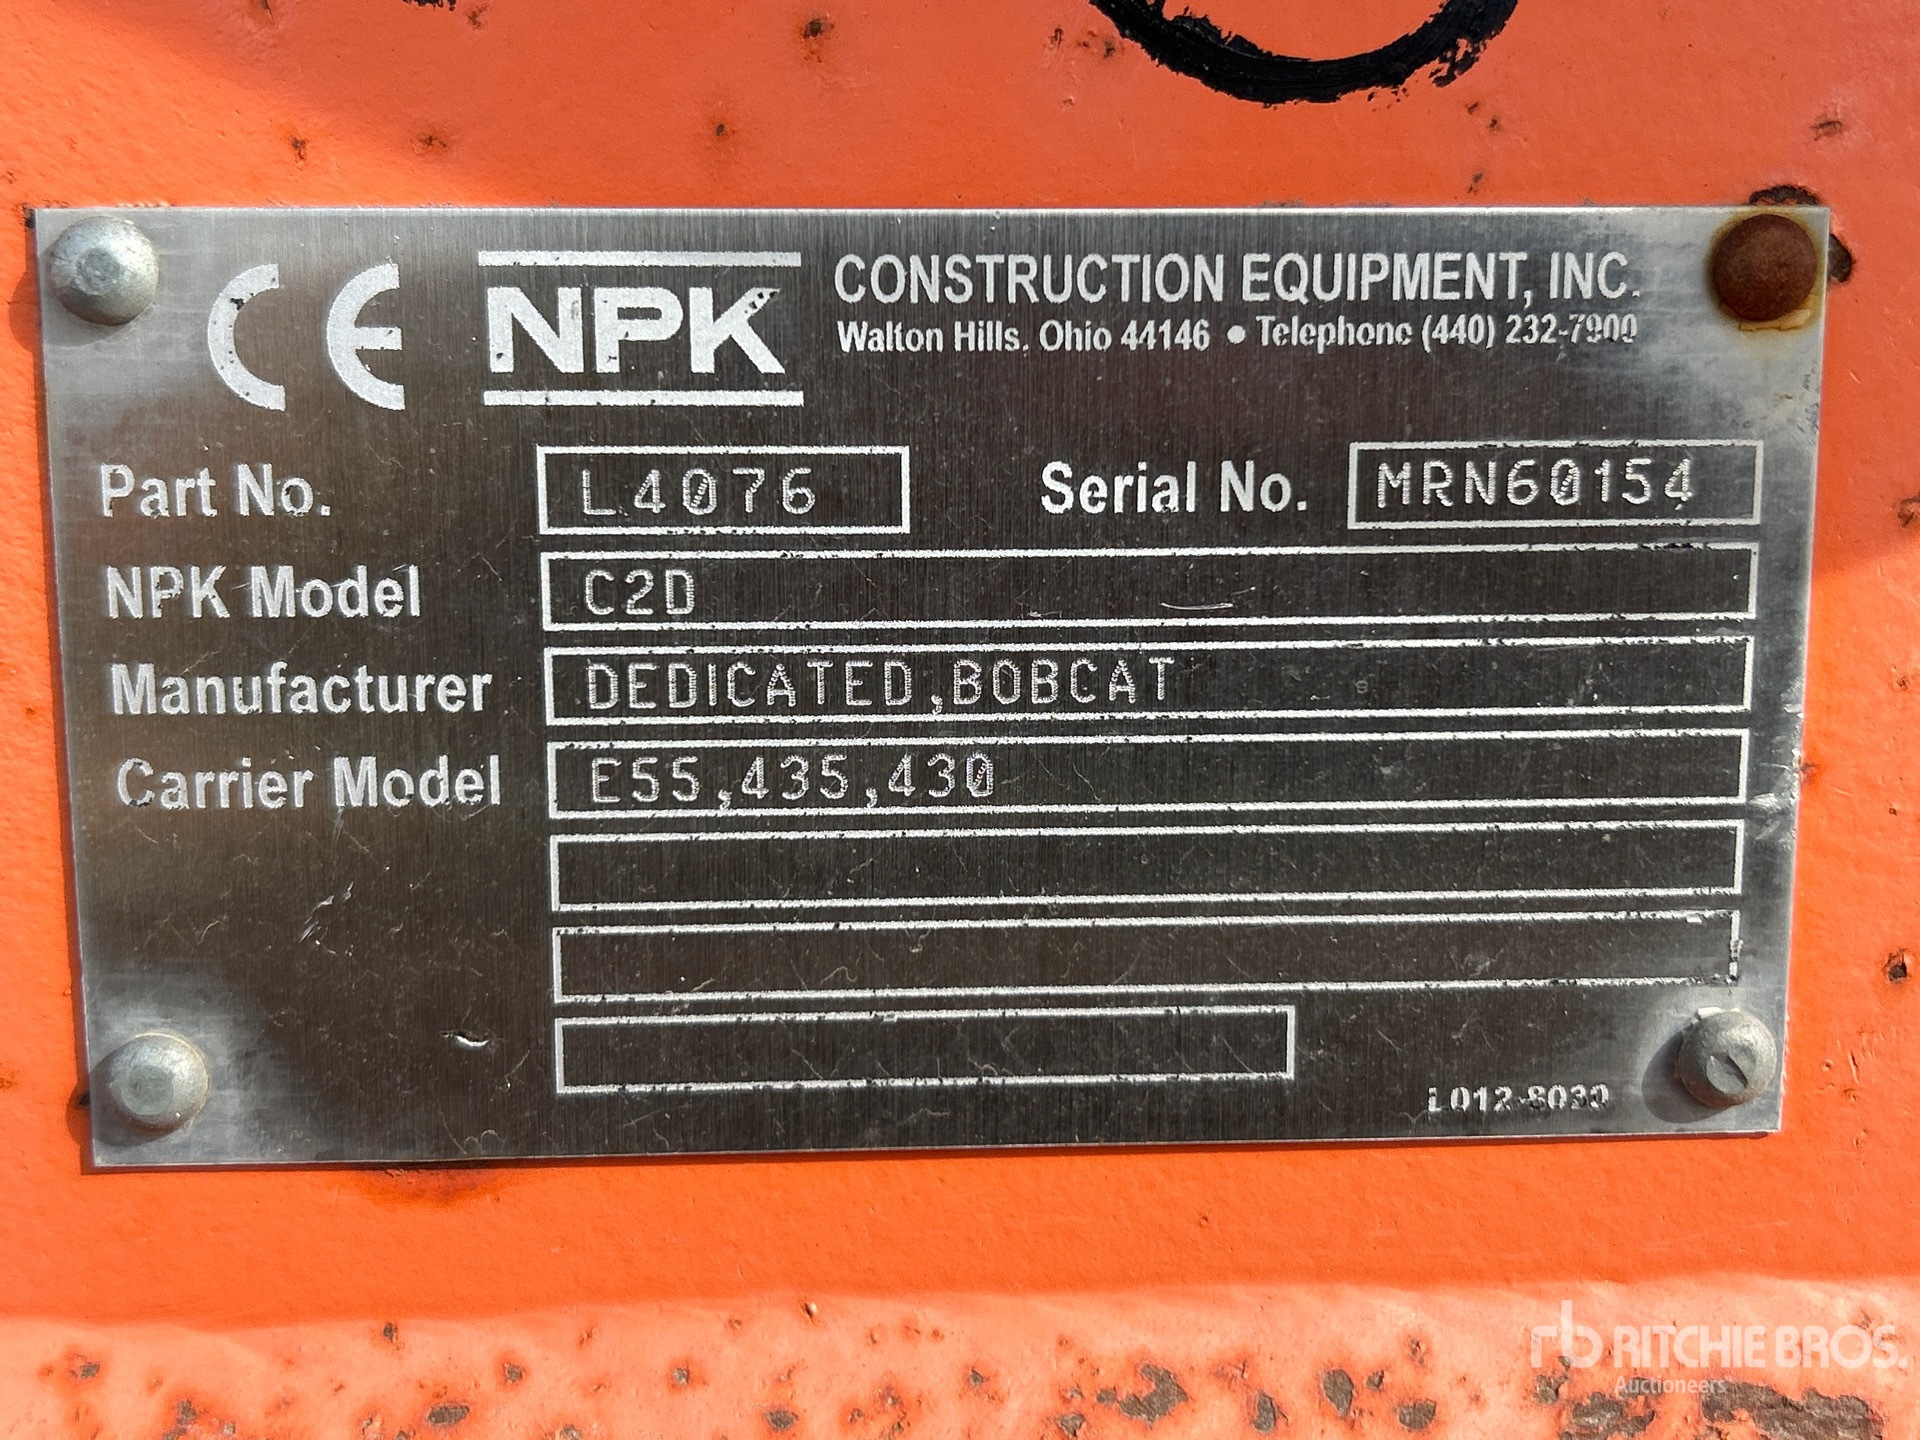 CE NPK CONSTRUCTION EQUIPMENT, INC.
Walton Hills, Ohio 44146 • Telephone (440) 232-7900
Part No. L4076 Serial No. MRN60154
NPK Model C2D
Manufacturer DEDICATED,BOBCAT
Carrier Model E55,435,430
L012-8030
rb RITCHIE BROS.
Auctioneers